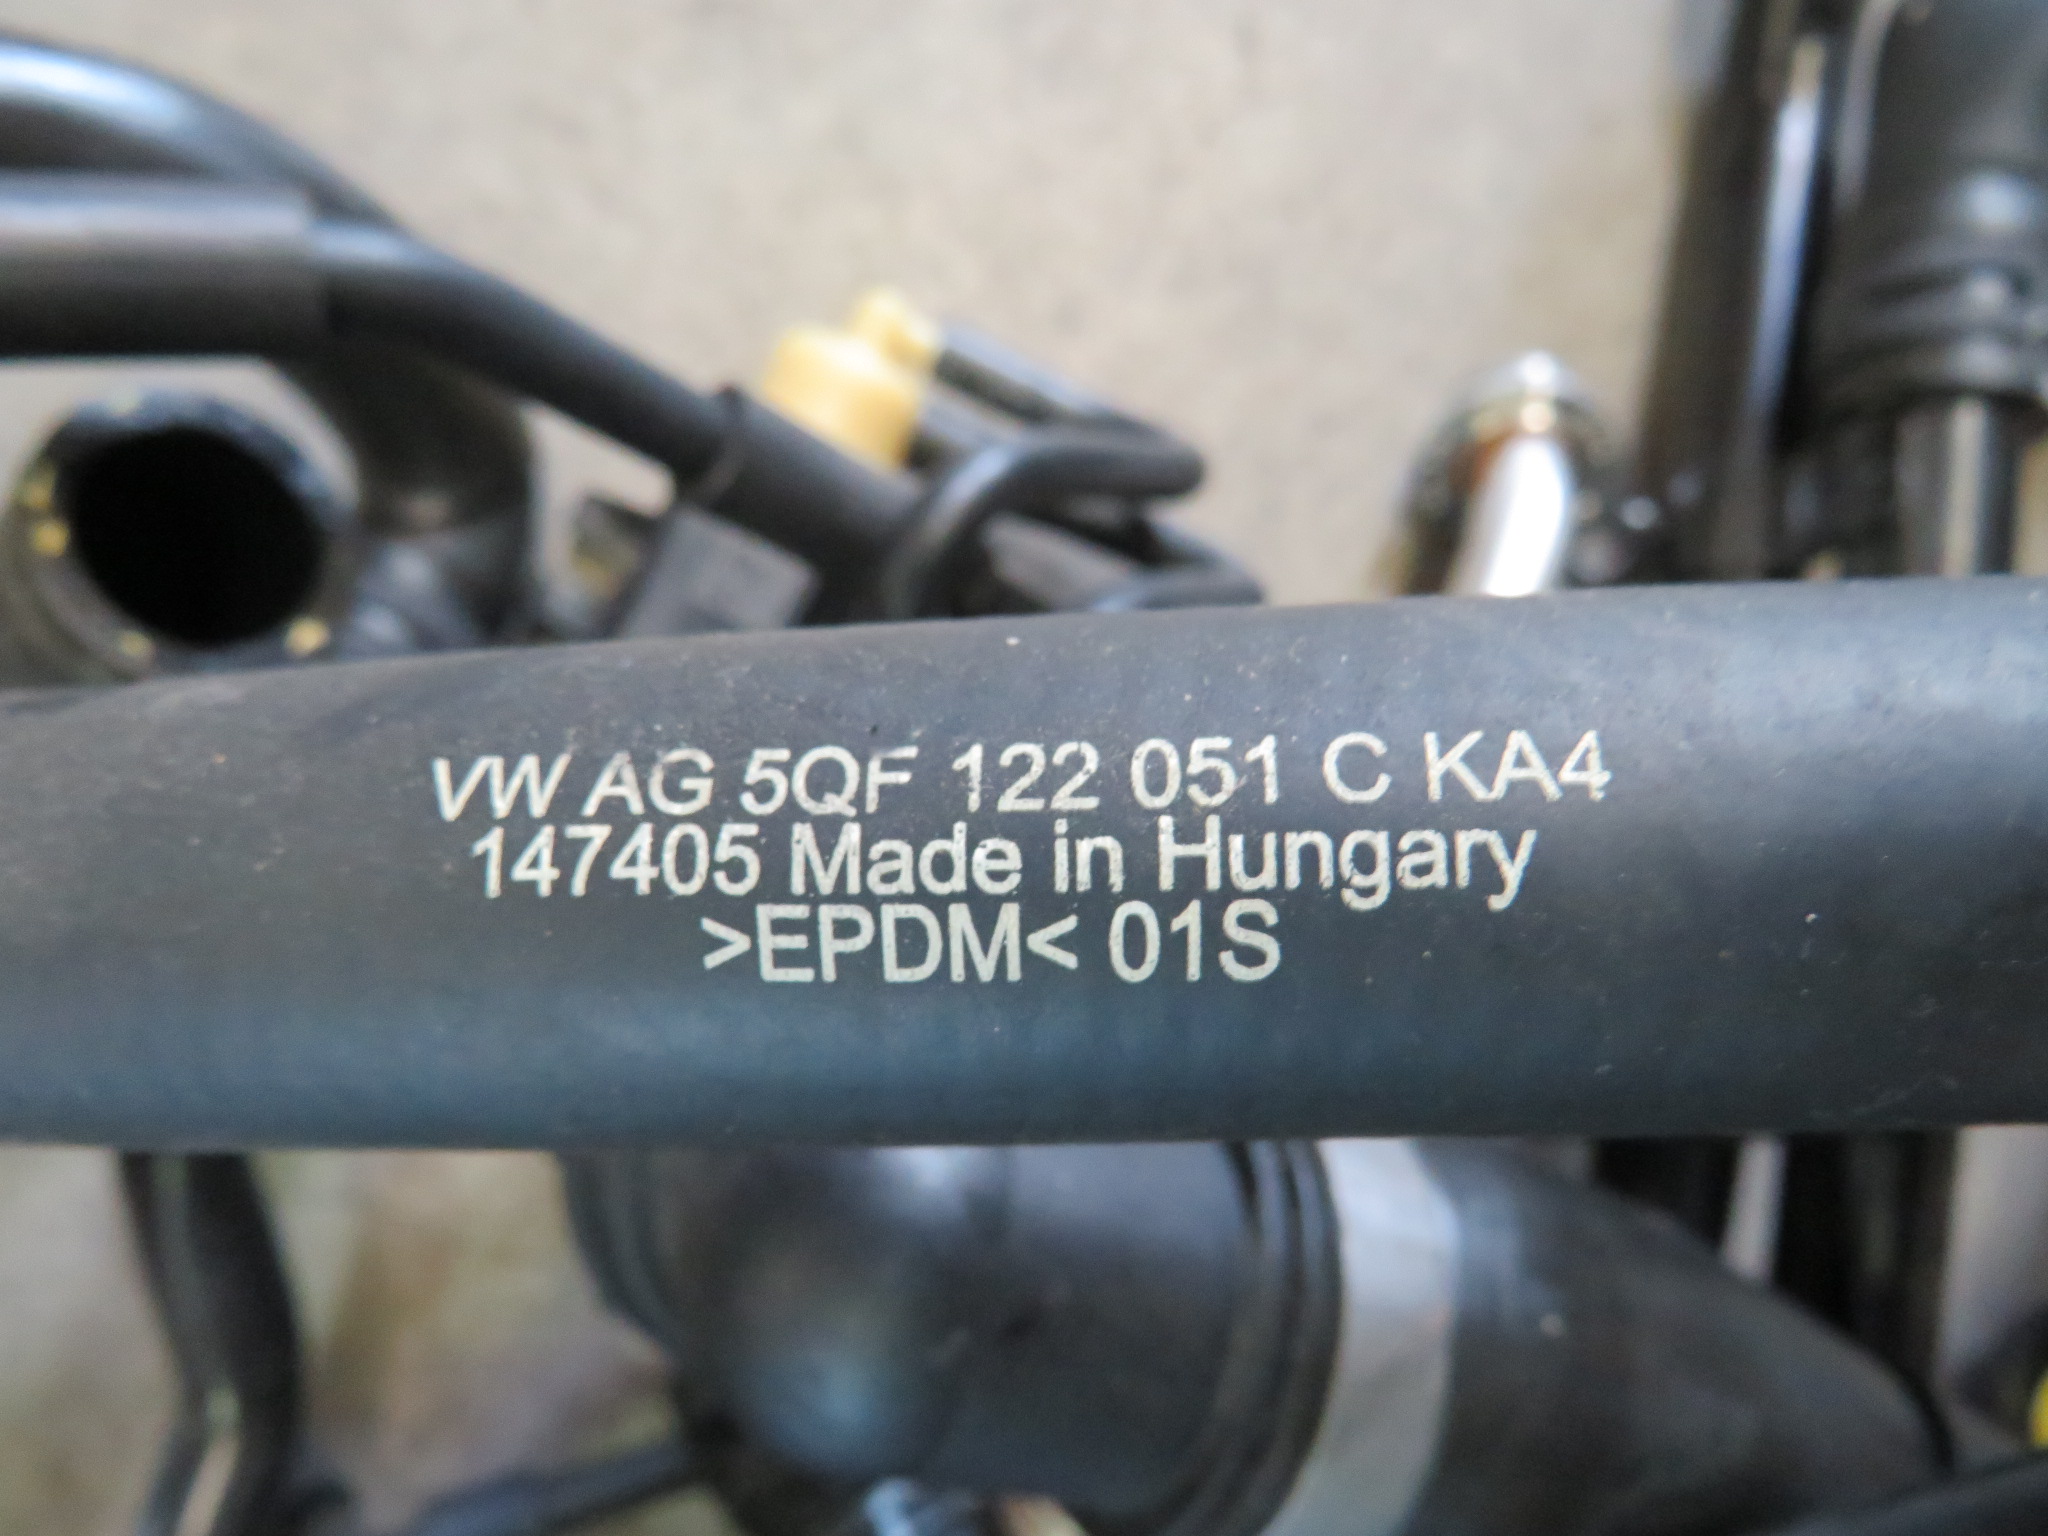 VW AG 5QF 122 051 C KA4
147405 Made in Hungary
>EPDM< 01S